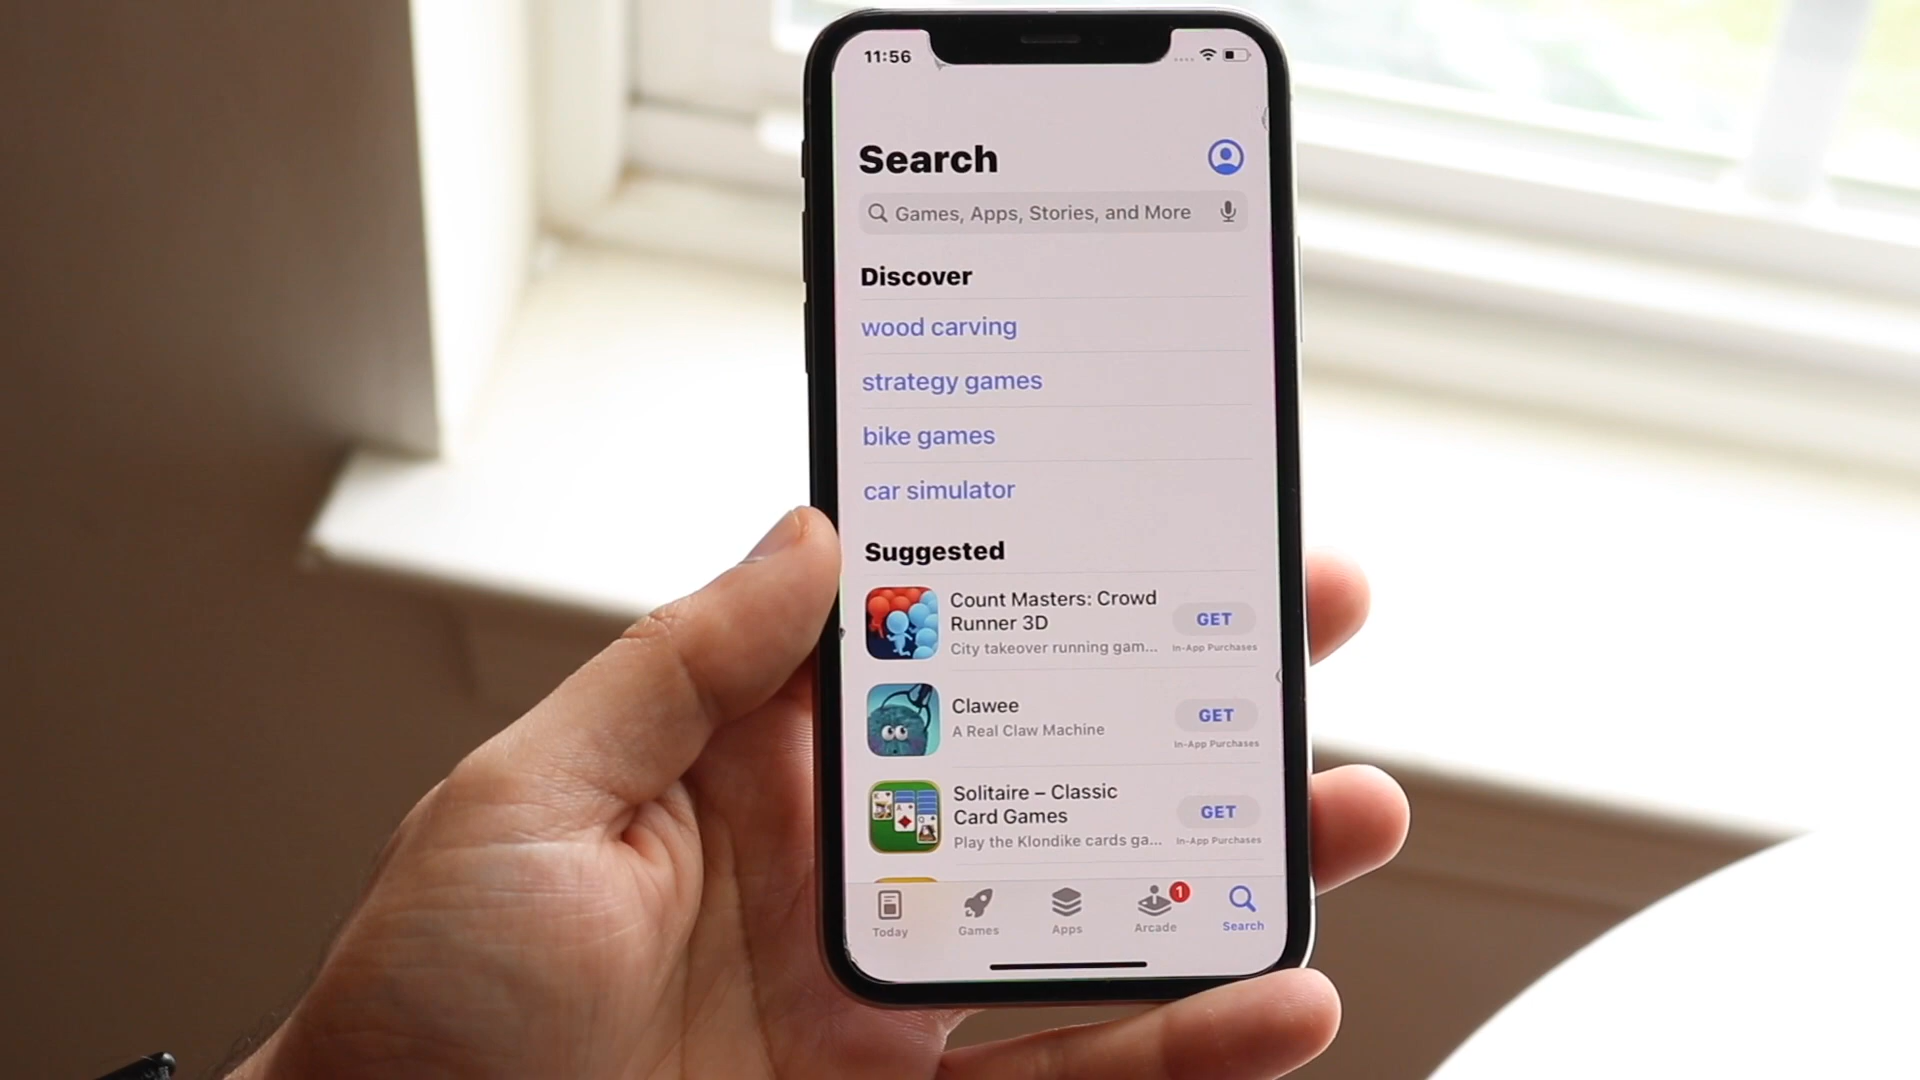 11:56
Search
Games, Apps, Stories, and More
Discover
wood carving
strategy games
bike games
car simulator
Suggested
Count Masters: Crowd
Runner 3D
City takeover running gam...
GET
In-App Purchases
Clawee
A Real Claw Machine
GET
In-App Purchases
Solitaire – Classic
Card Games
Play the Klondike cards ga...
GET
In-App Purchases
Today
Games
Apps
1
Arcade
Search